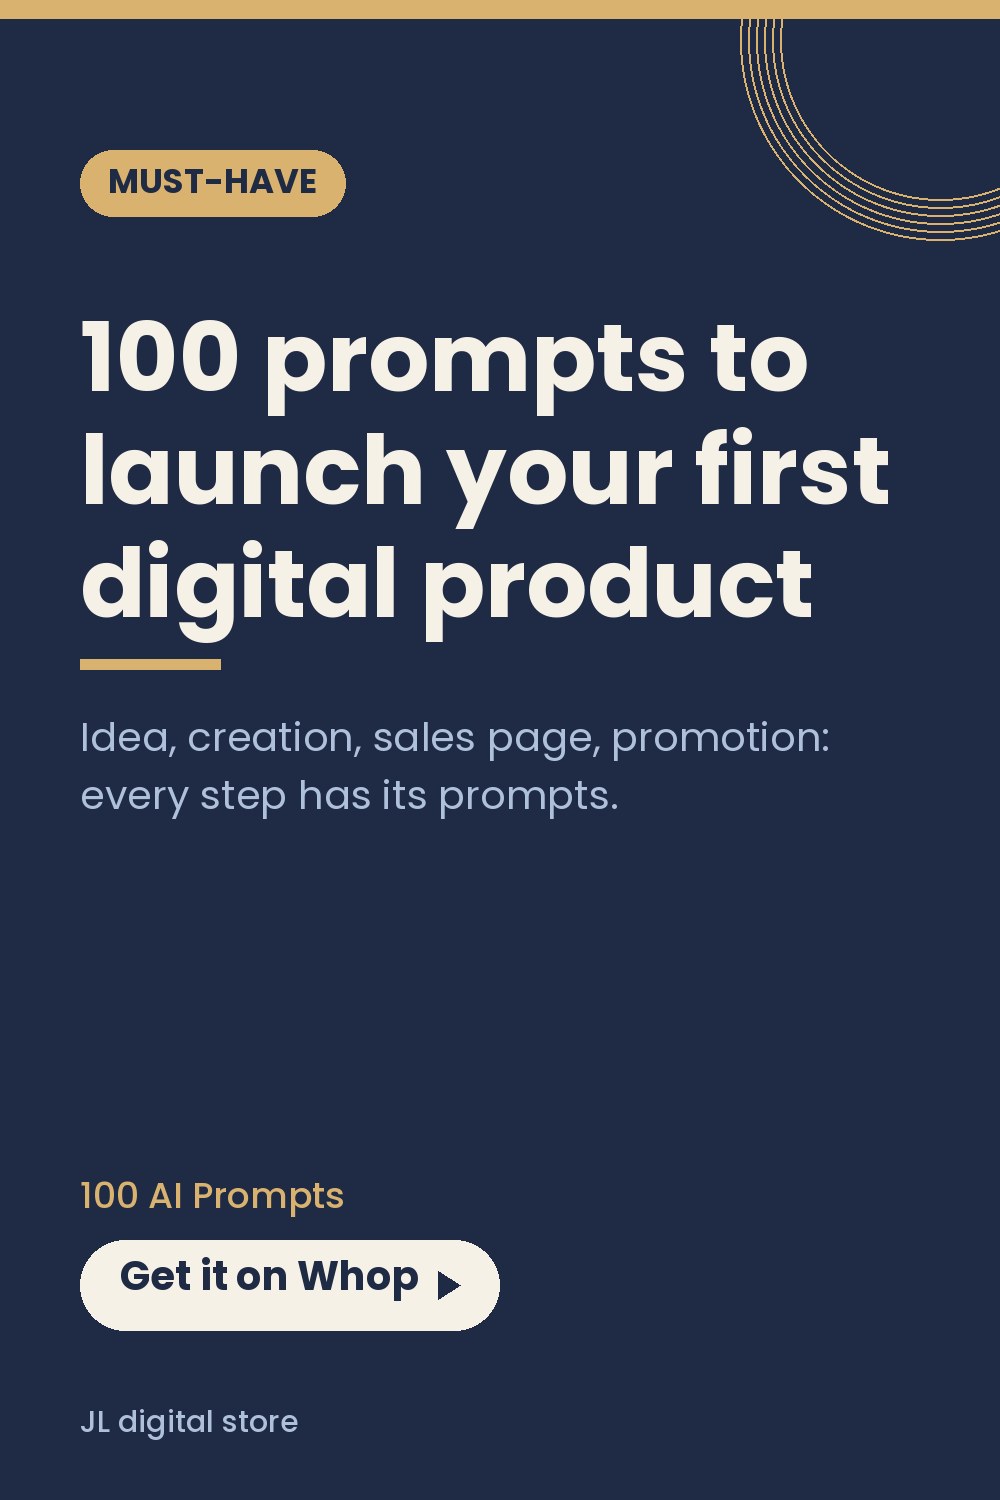 MUST-HAVE
100 prompts to
launch your first
digital product
Idea, creation, sales page, promotion:
every step has its prompts.
100 AI Prompts
Get it on Whop
JL digital store